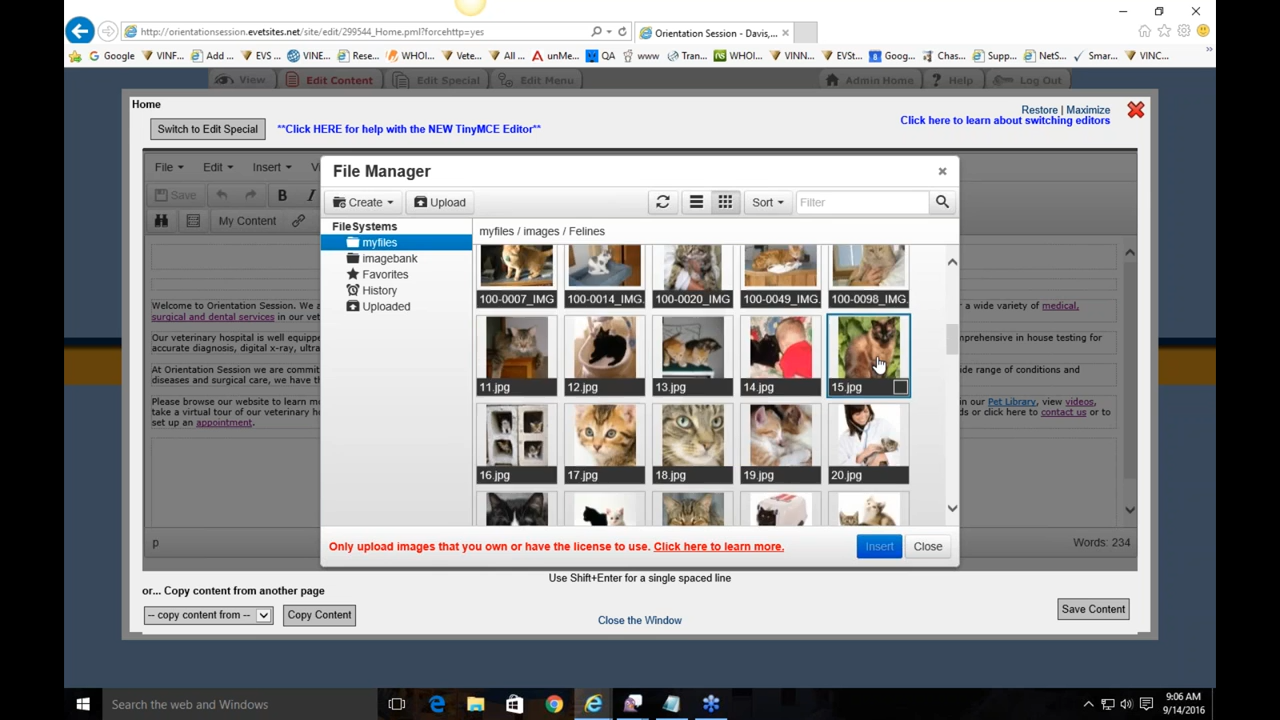 http://orientationsession.evetsites.net/site/edit/299544_Home.pml?forcehttp=yes
Orientation Session - Davis,...
Google VINF... Add ... EVS ... VINE... Rese... WHOI... Vete... All ... unMe... QA www Tran... WHOI... VINN... EVSt... Goog... Chas... Supp... NetS... Smar... VINC...
View Edit Content Edit Special Edit Menu Admin Home Help Log Out
Home
Restore | Maximize
Switch to Edit Special **Click HERE for help with the NEW TinyMCE Editor**
Click here to learn about switching editors
File Edit Insert
File Manager
Save B I
Create Upload Sort Filter
My Content
FileSystems
myfiles
imagebank
Favorites
History
Uploaded
myfiles / images / Felines
100-0007_IMG 100-0014_IMG 100-0020_IMG 100-0049_IMG. 100-0098_IMG.
11.jpg 12.jpg 13.jpg 14.jpg 15.jpg
16.jpg 17.jpg 18.jpg 19.jpg 20.jpg
Welcome to Orientation Session. We a
a wide variety of medical,
surgical and dental services in our vet
Our veterinary hospital is well equippe
prehensive in house testing for
accurate diagnosis, digital x-ray, ultra
At Orientation Session we are commit
de range of conditions and
diseases and surgical care, we have th
Please browse our website to learn mo
in our Pet Library, view videos,
take a virtual tour of our veterinary h
ds or click here to contact us or to
set up an appointment.
p
Words: 234
Only upload images that you own or have the license to use. Click here to learn more.
Insert Close
Use Shift+Enter for a single spaced line
or... Copy content from another page
-- copy content from -- Copy Content
Save Content
Close the Window
Search the web and Windows
9:06 AM
9/14/2016